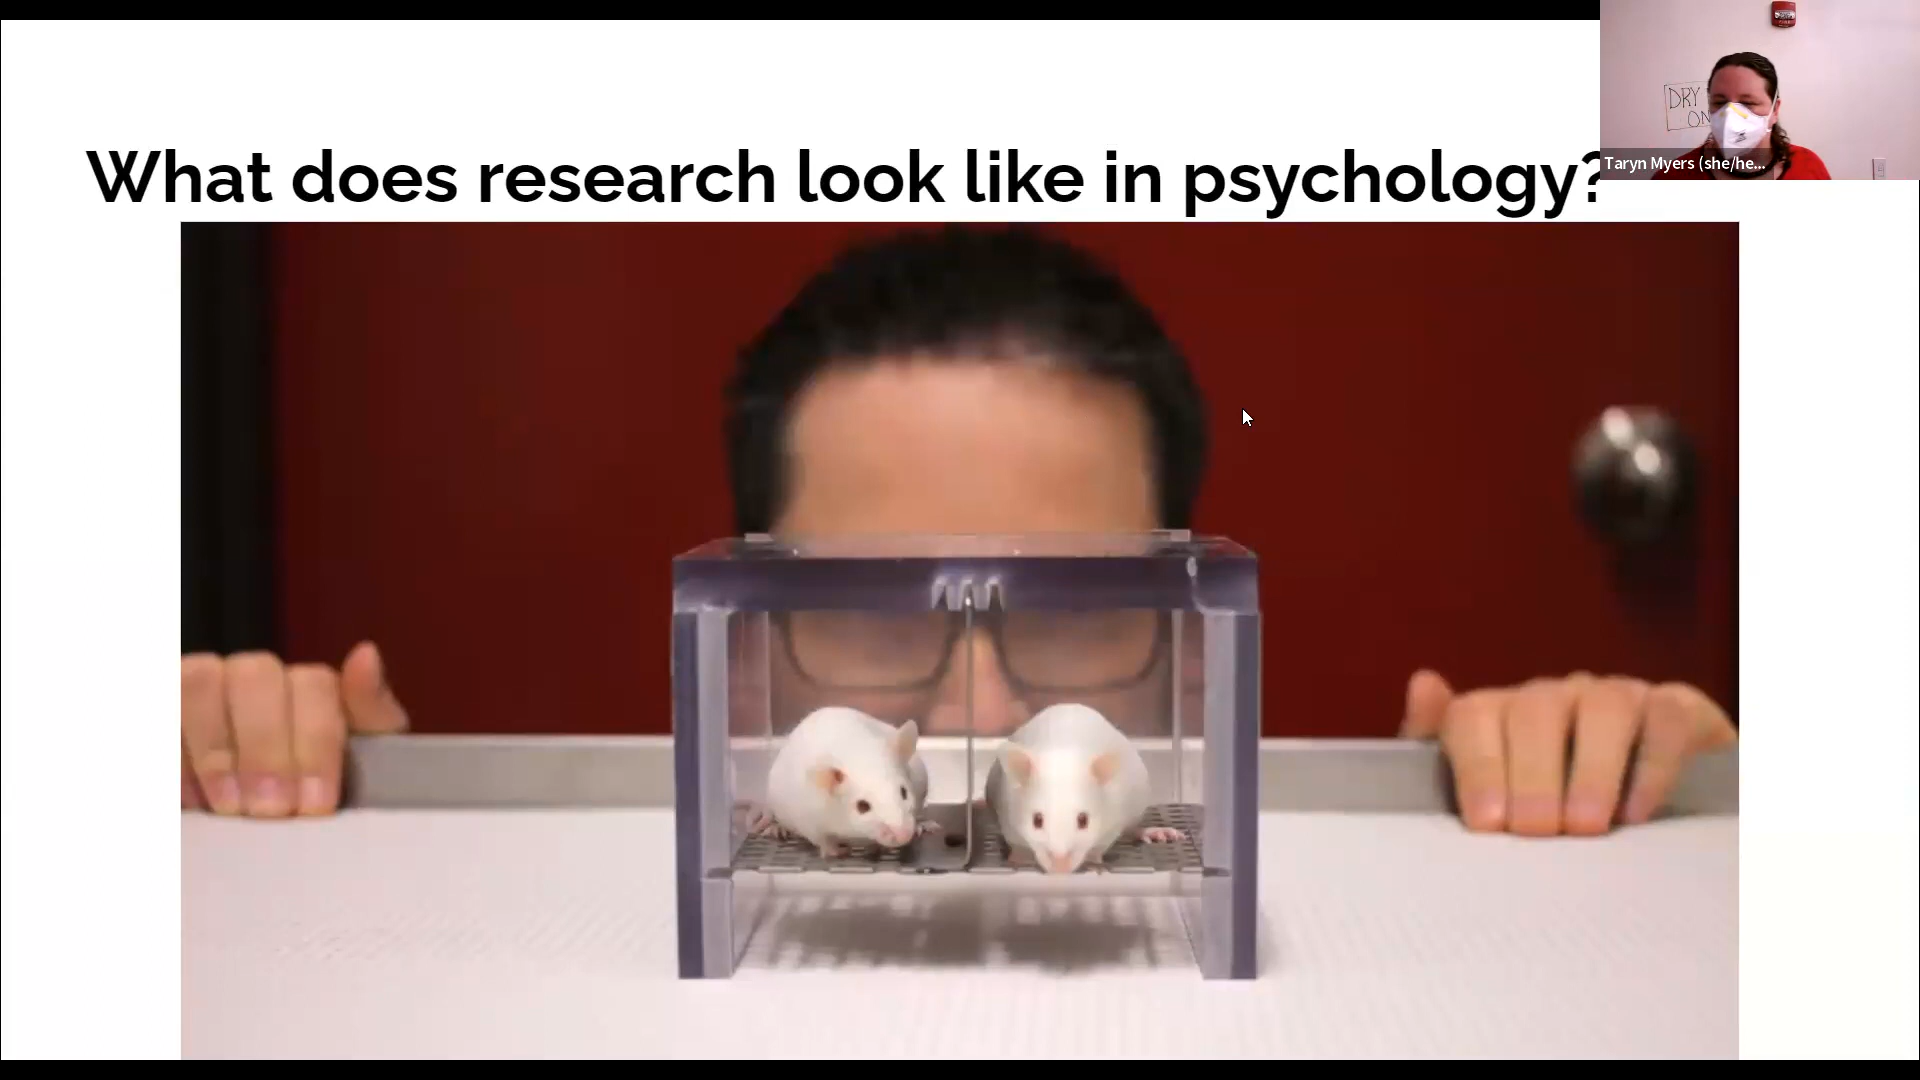 What does research look like in psychology?
DRY
ON
Taryn Myers (she/he...